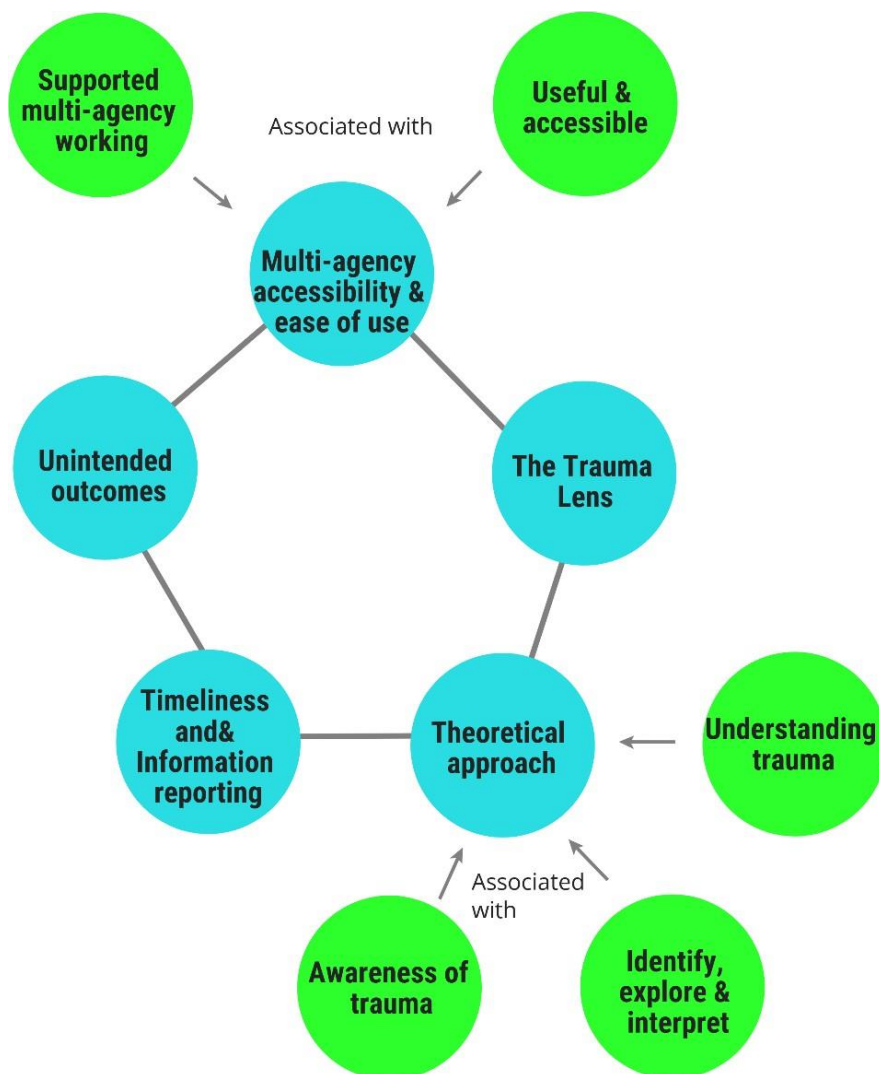 Supported
multi-agency
working
Associated with
Useful &
accessible
Multi-agency
accessibility &
ease of use
Unintended
outcomes
The Trauma
Lens
Timeliness
and&
Information
reporting
Theoretical
approach
Understanding
trauma
Associated
with
Awareness of
trauma
Identify,
explore &
interpret